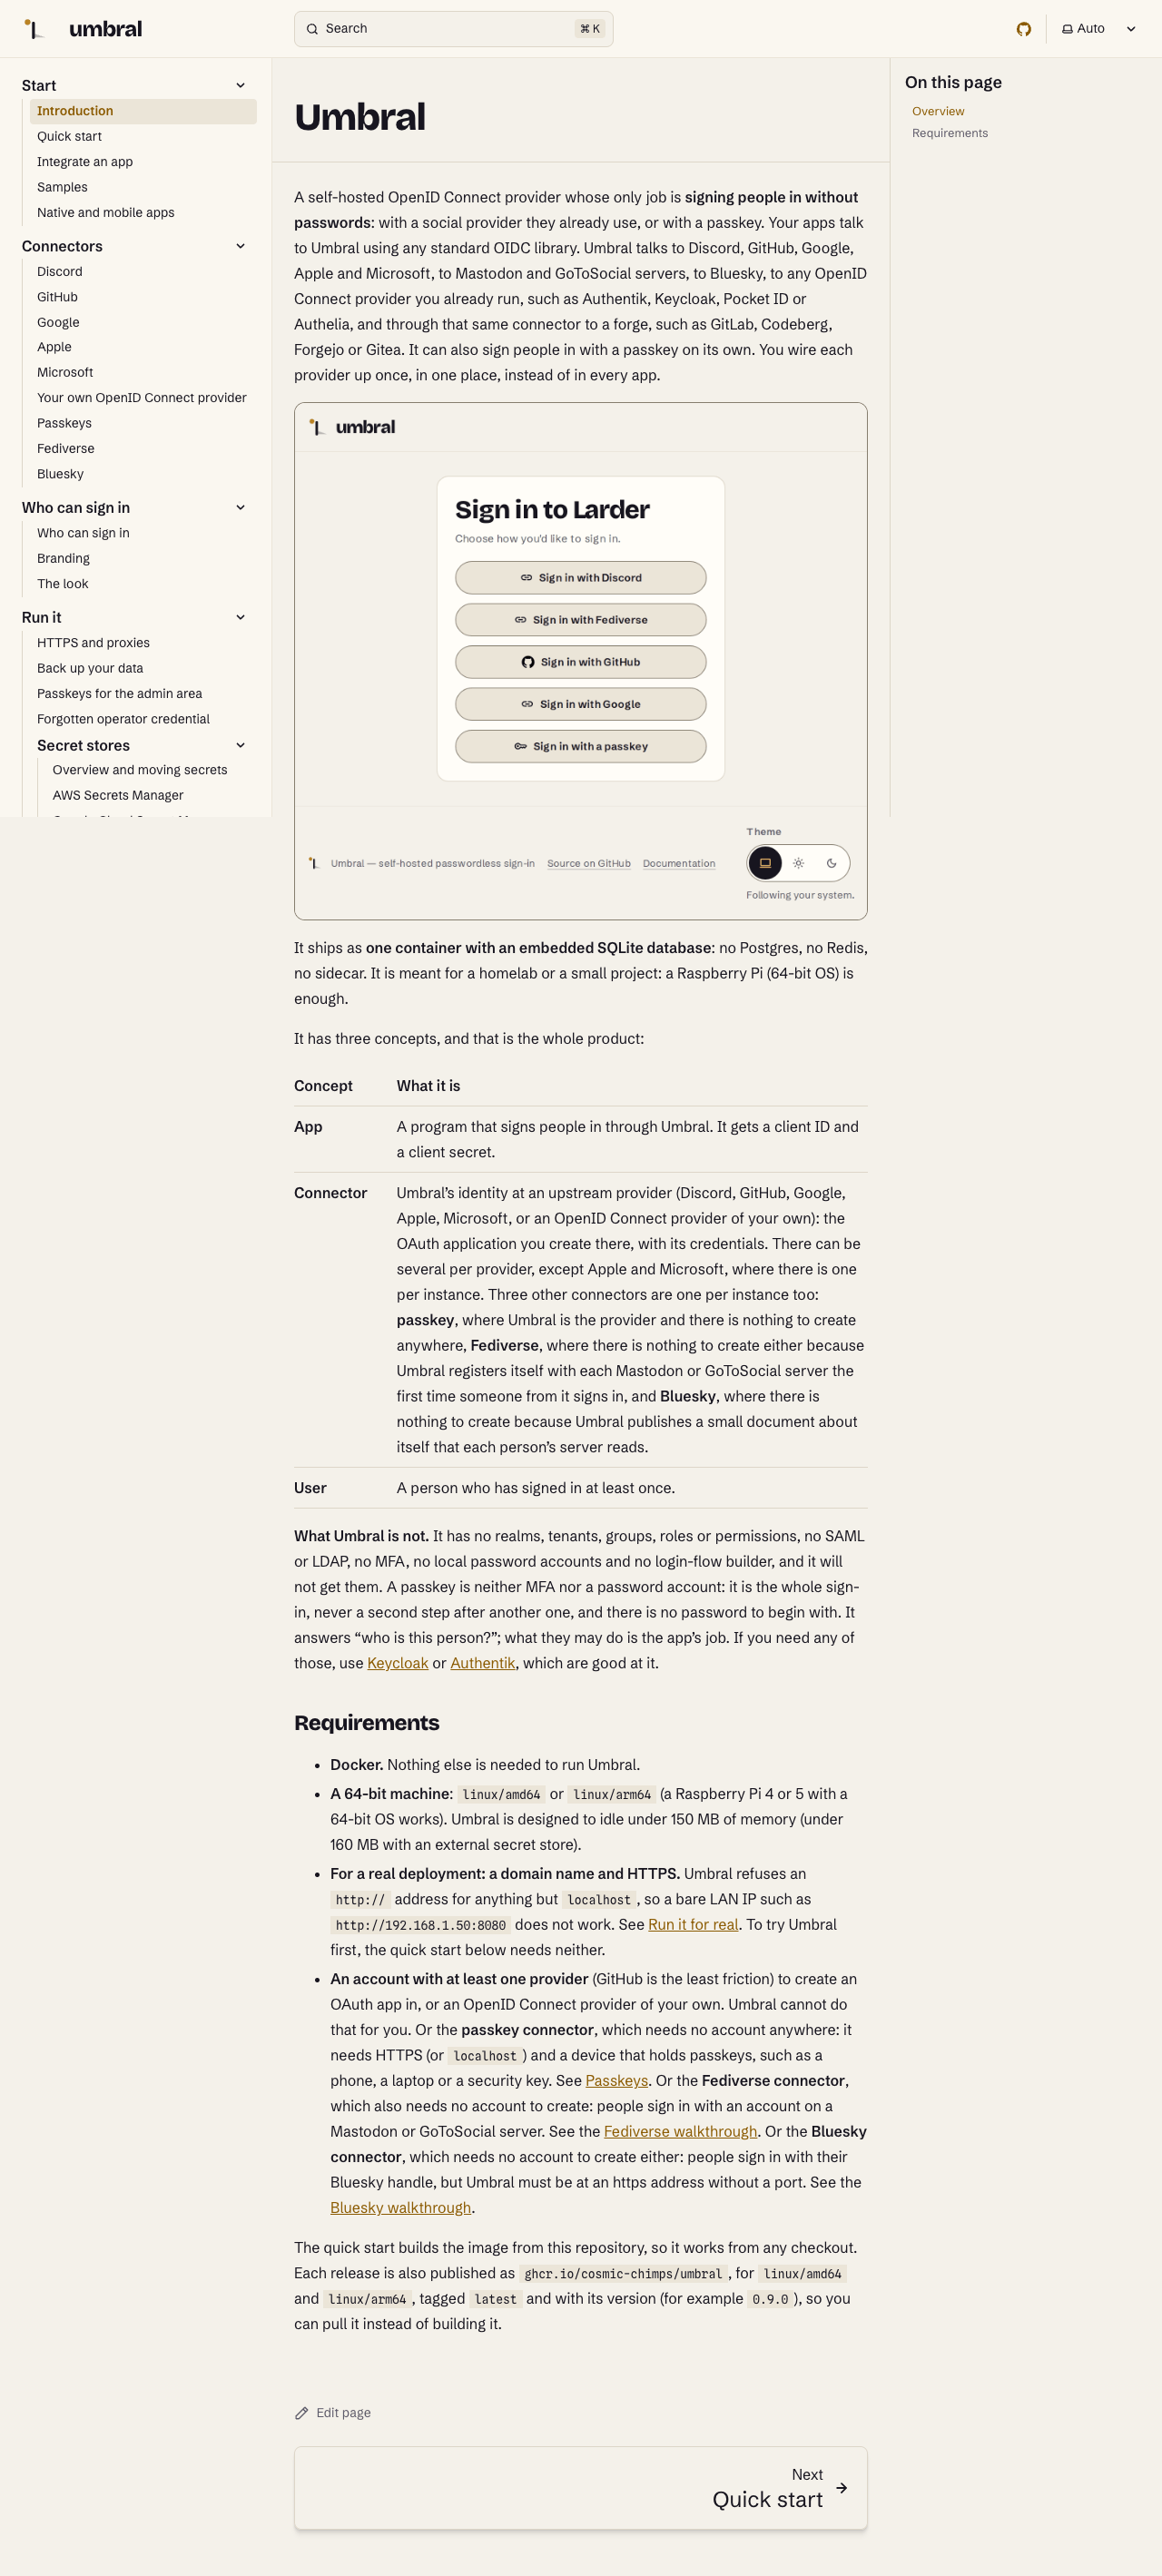 umbral
Search
⌘ K
Auto
Start
Introduction
Quick start
Integrate an app
Samples
Native and mobile apps
Connectors
Discord
GitHub
Google
Apple
Microsoft
Your own OpenID Connect provider
Passkeys
Fediverse
Bluesky
Who can sign in
Who can sign in
Branding
The look
Run it
HTTPS and proxies
Back up your data
Passkeys for the admin area
Forgotten operator credential
Secret stores
Overview and moving secrets
AWS Secrets Manager
On this page
Overview
Requirements
Umbral
A self-hosted OpenID Connect provider whose only job is signing people in without
passwords: with a social provider they already use, or with a passkey. Your apps talk
to Umbral using any standard OIDC library. Umbral talks to Discord, GitHub, Google,
Apple and Microsoft, to Mastodon and GoToSocial servers, to Bluesky, to any OpenID
Connect provider you already run, such as Authentik, Keycloak, Pocket ID or
Authelia, and through that same connector to a forge, such as GitLab, Codeberg,
Forgejo or Gitea. It can also sign people in with a passkey on its own. You wire each
provider up once, in one place, instead of in every app.
umbral
Sign in to Larder
Choose how you'd like to sign in.
Sign in with Discord
Sign in with Fediverse
Sign in with GitHub
Sign in with Google
Sign in with a passkey
Umbral — self-hosted passwordless sign-in
Source on GitHub
Documentation
Theme
Following your system.
It ships as one container with an embedded SQLite database: no Postgres, no Redis,
no sidecar. It is meant for a homelab or a small project: a Raspberry Pi (64-bit OS) is
enough.
It has three concepts, and that is the whole product:
Concept What it is
App A program that signs people in through Umbral. It gets a client ID and
a client secret.
Connector Umbral’s identity at an upstream provider (Discord, GitHub, Google,
Apple, Microsoft, or an OpenID Connect provider of your own): the
OAuth application you create there, with its credentials. There can be
several per provider, except Apple and Microsoft, where there is one
per instance. Three other connectors are one per instance too:
passkey, where Umbral is the provider and there is nothing to create
anywhere, Fediverse, where there is nothing to create either because
Umbral registers itself with each Mastodon or GoToSocial server the
first time someone from it signs in, and Bluesky, where there is
nothing to create because Umbral publishes a small document about
itself that each person’s server reads.
User A person who has signed in at least once.
What Umbral is not. It has no realms, tenants, groups, roles or permissions, no SAML
or LDAP, no MFA, no local password accounts and no login-flow builder, and it will
not get them. A passkey is neither MFA nor a password account: it is the whole sign-
in, never a second step after another one, and there is no password to begin with. It
answers “who is this person?”; what they may do is the app’s job. If you need any of
those, use Keycloak or Authentik, which are good at it.
Requirements
• Docker. Nothing else is needed to run Umbral.
• A 64-bit machine: linux/amd64 or linux/arm64 (a Raspberry Pi 4 or 5 with a
64-bit OS works). Umbral is designed to idle under 150 MB of memory (under
160 MB with an external secret store).
• For a real deployment: a domain name and HTTPS. Umbral refuses an
http:// address for anything but localhost, so a bare LAN IP such as
http://192.168.1.50:8080 does not work. See Run it for real. To try Umbral
first, the quick start below needs neither.
• An account with at least one provider (GitHub is the least friction) to create an
OAuth app in, or an OpenID Connect provider of your own. Umbral cannot do
that for you. Or the passkey connector, which needs no account anywhere: it
needs HTTPS (or localhost) and a device that holds passkeys, such as a
phone, a laptop or a security key. See Passkeys. Or the Fediverse connector,
which also needs no account to create: people sign in with an account on a
Mastodon or GoToSocial server. See the Fediverse walkthrough. Or the Bluesky
connector, which needs no account to create either: people sign in with their
Bluesky handle, but Umbral must be at an https address without a port. See the
Bluesky walkthrough.
The quick start builds the image from this repository, so it works from any checkout.
Each release is also published as ghcr.io/cosmic-chimps/umbral, for linux/amd64
and linux/arm64, tagged latest and with its version (for example 0.9.0), so you
can pull it instead of building it.
Edit page
Next
Quick start